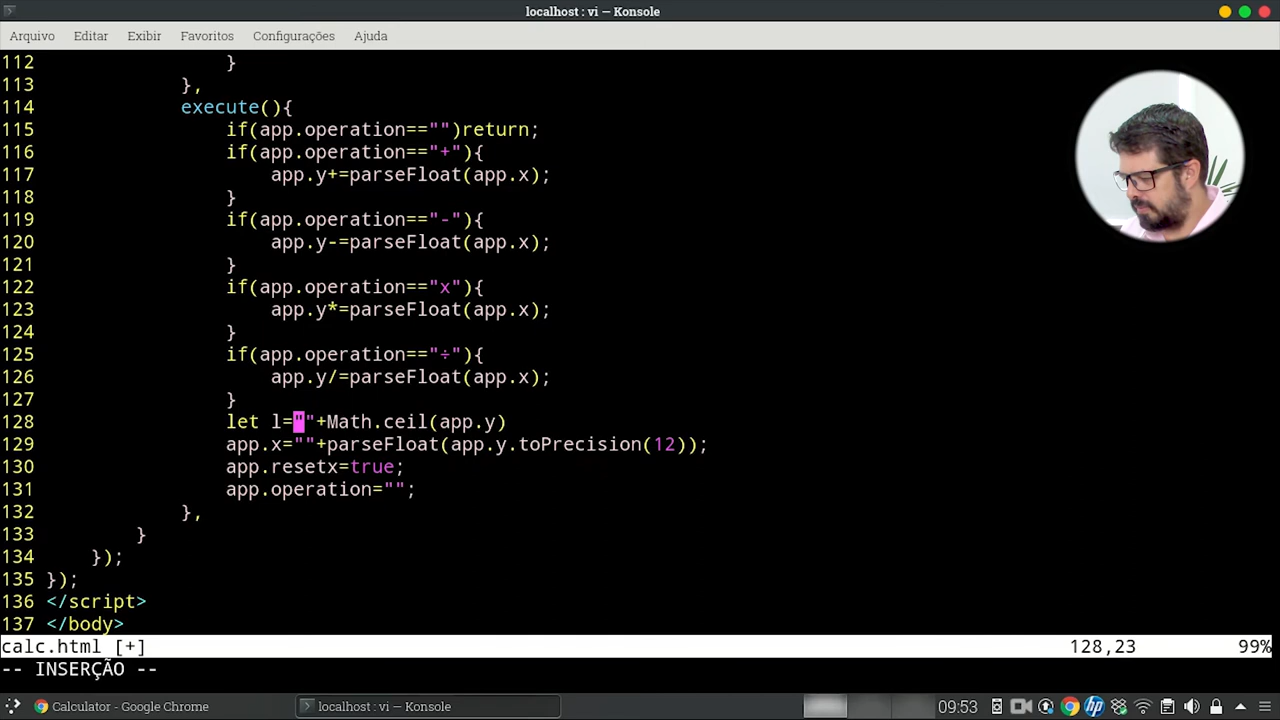 localhost : vi — Konsole
Arquivo Editar Exibir Favoritos Configurações Ajuda
112 }
113 },
114 execute(){
115 if(app.operation=="")return;
116 if(app.operation=="+"){
117 app.y+=parseFloat(app.x);
118 }
119 if(app.operation=="-"){
120 app.y-=parseFloat(app.x);
121 }
122 if(app.operation=="x"){
123 app.y*=parseFloat(app.x);
124 }
125 if(app.operation=="÷"){
126 app.y/=parseFloat(app.x);
127 }
128 let l=""+Math.ceil(app.y)
129 app.x=""+parseFloat(app.y.toPrecision(12));
130 app.resetx=true;
131 app.operation="";
132 },
133 }
134 });
135 });
136 </script>
137 </body>
calc.html [+] 128,23 99%
-- INSERÇÃO --
Calculator - Google Chrome localhost : vi — Konsole 09:53